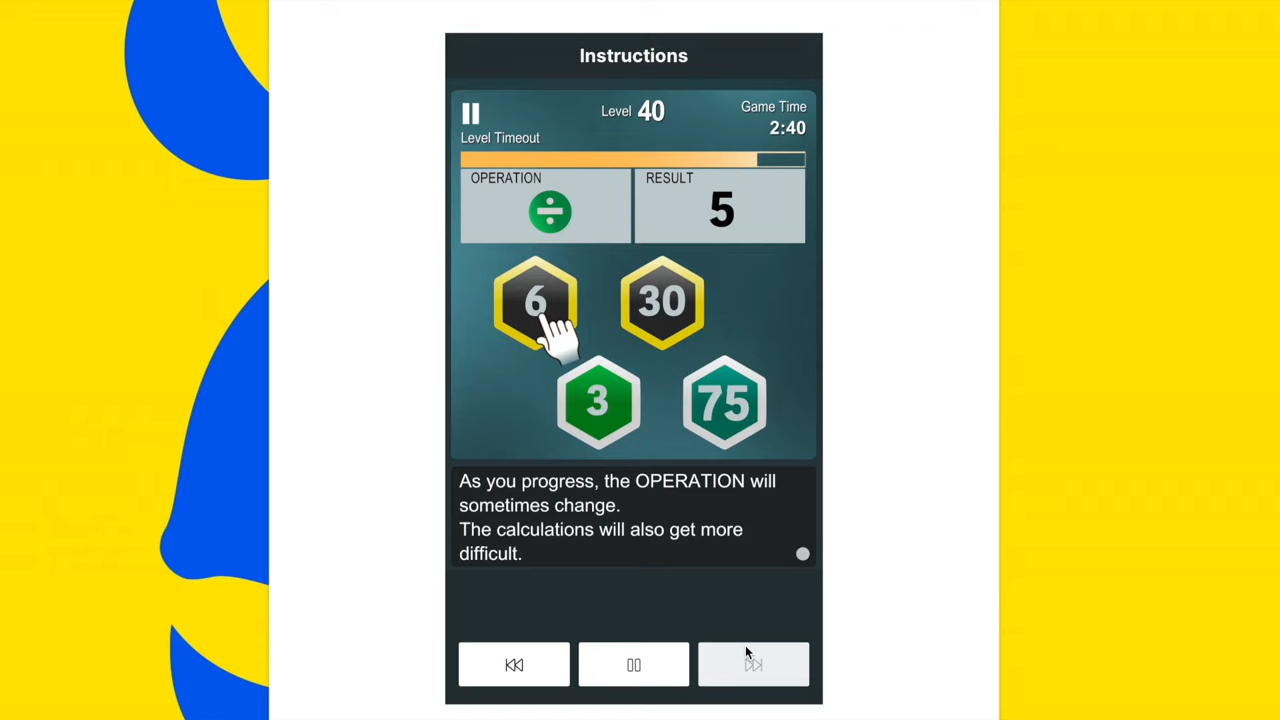 Instructions
Level 40
Game Time
2:40
Level Timeout
OPERATION
÷
RESULT
5
6
30
3
75
As you progress, the OPERATION will
sometimes change.
The calculations will also get more
difficult.